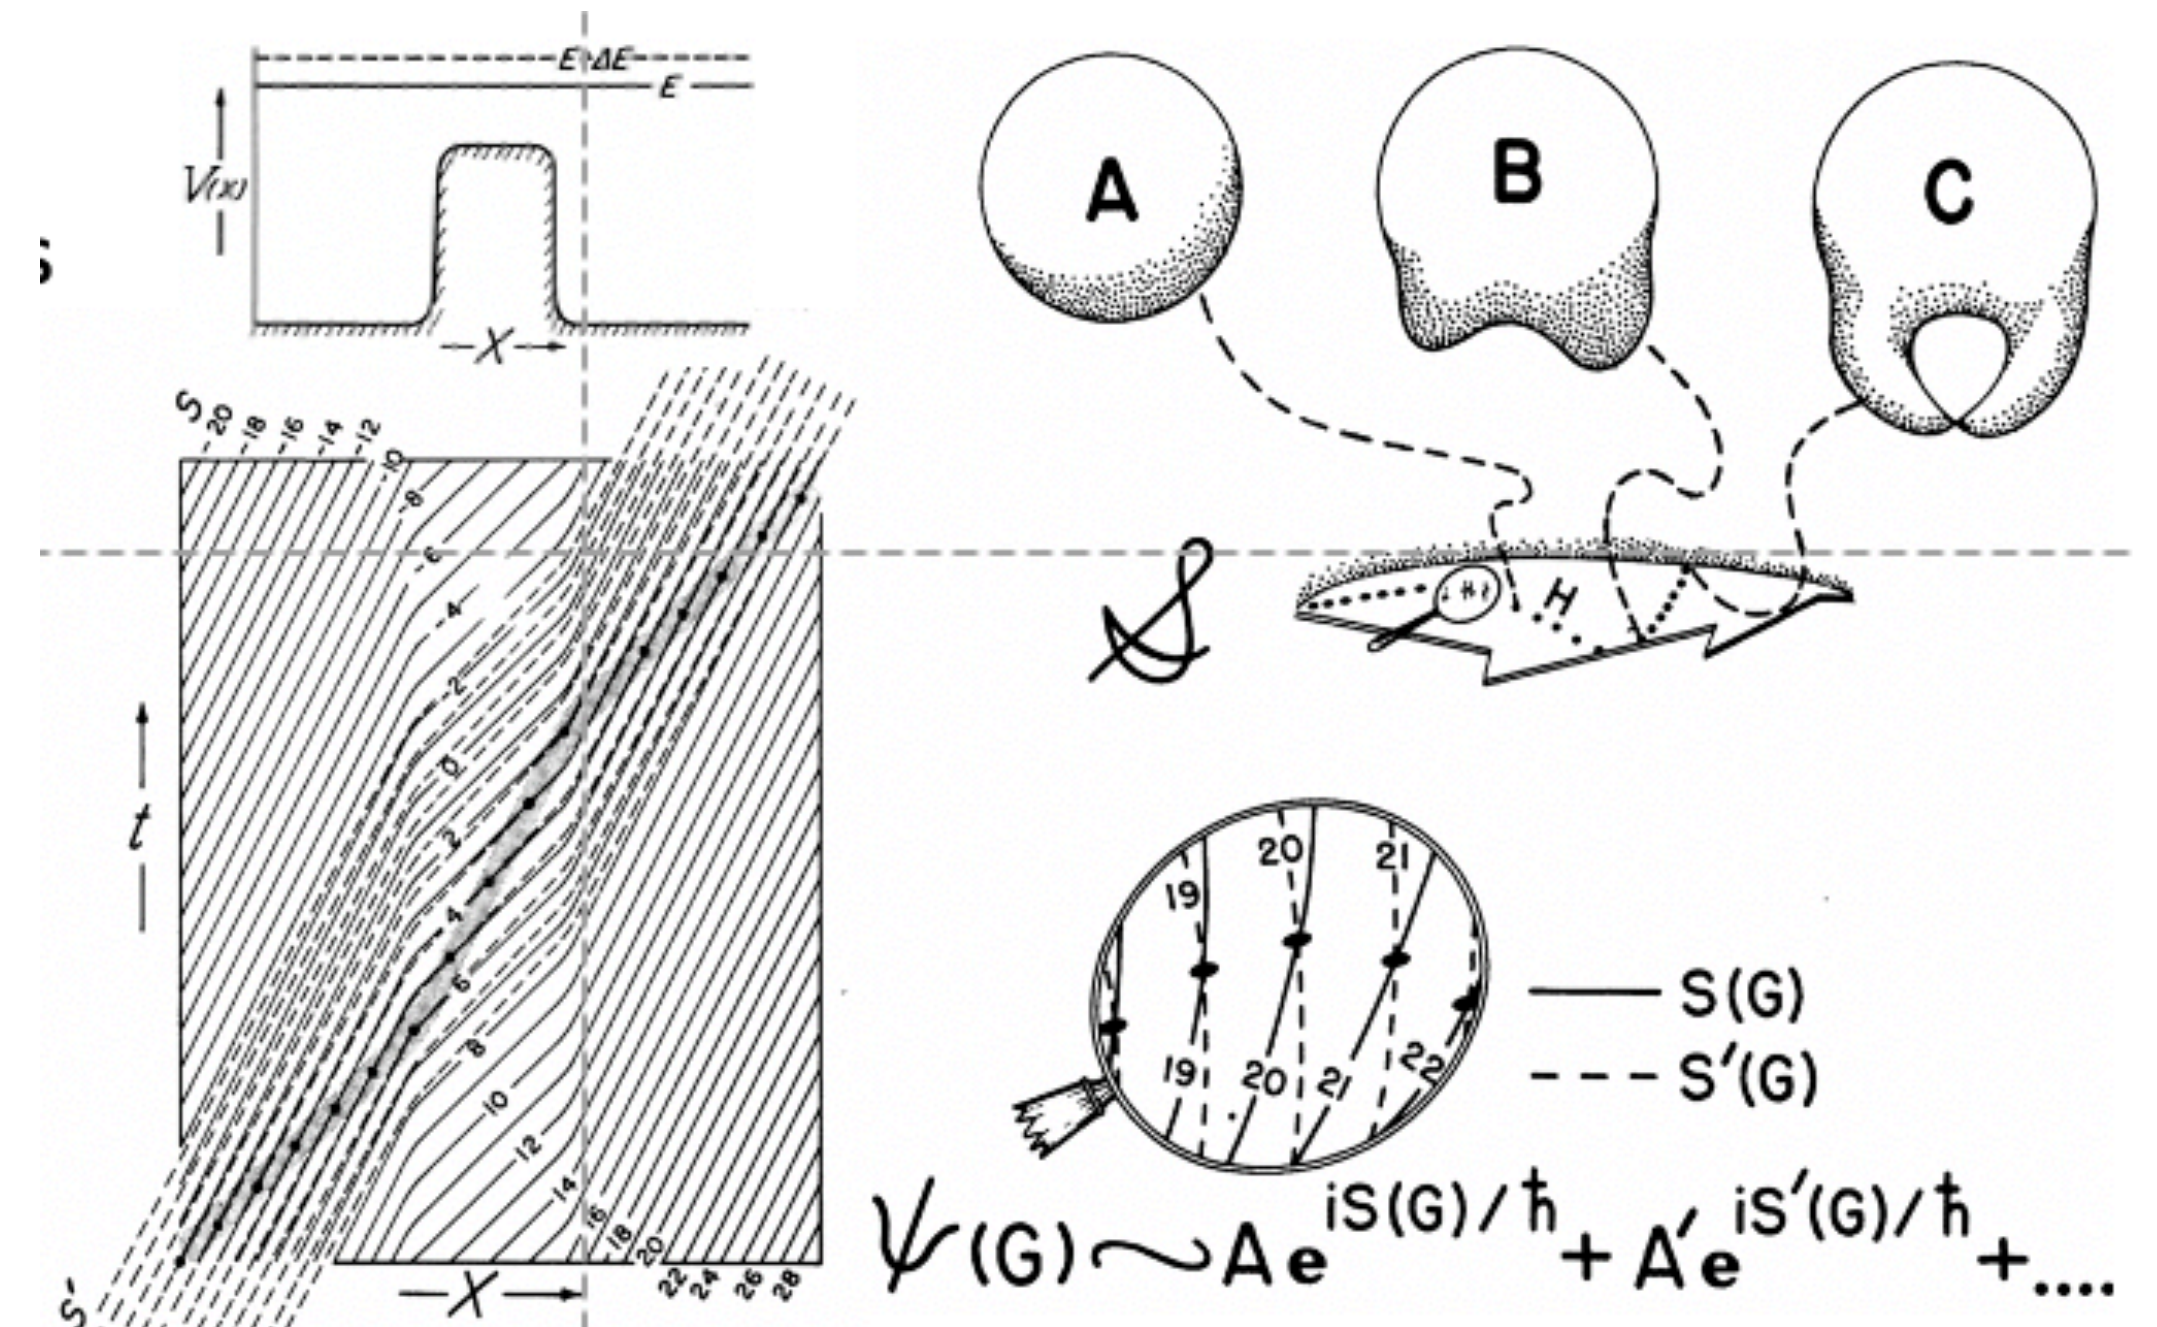 E ΔE
E
V(x)
X
A
B
C
S
-20
-18
-16
-14
-12
-10
-8
-6
-4
-2
0
2
4
6
8
10
12
14
16
18
20
22
24
26
28
t
X
S'
S
H
H
20
21
19
19
20
21
22
S(G)
S'(G)
ψ(G)~Ae^{iS(G)/ħ}+A'e^{iS'(G)/ħ}+....